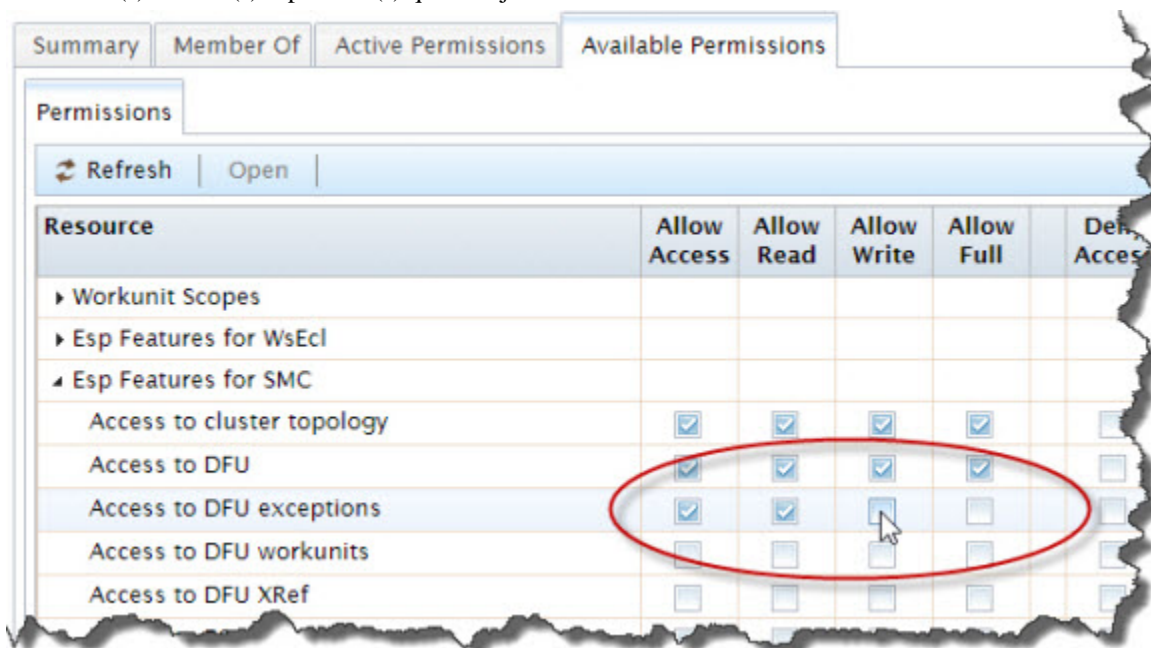 Summary Member Of Active Permissions Available Permissions
Permissions
Refresh Open
Resource Allow Access Allow Read Allow Write Allow Full
Workunit Scopes
Esp Features for WsEcl
Esp Features for SMC
Access to cluster topology
Access to DFU
Access to DFU exceptions
Access to DFU workunits
Access to DFU XRef